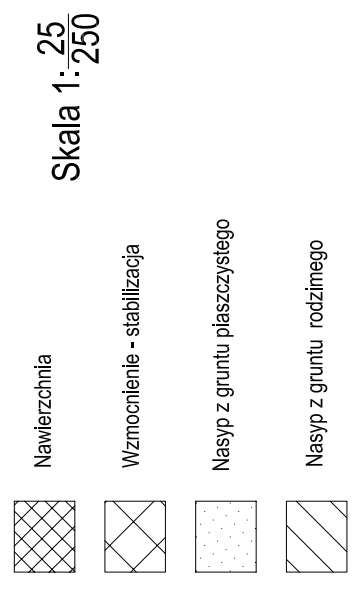 Skala 1: 25/250
Nawierzchnia
Wzmocnienie - stabilizacja
Nasyp z gruntu piaszczystego
Nasyp z gruntu rodzimego